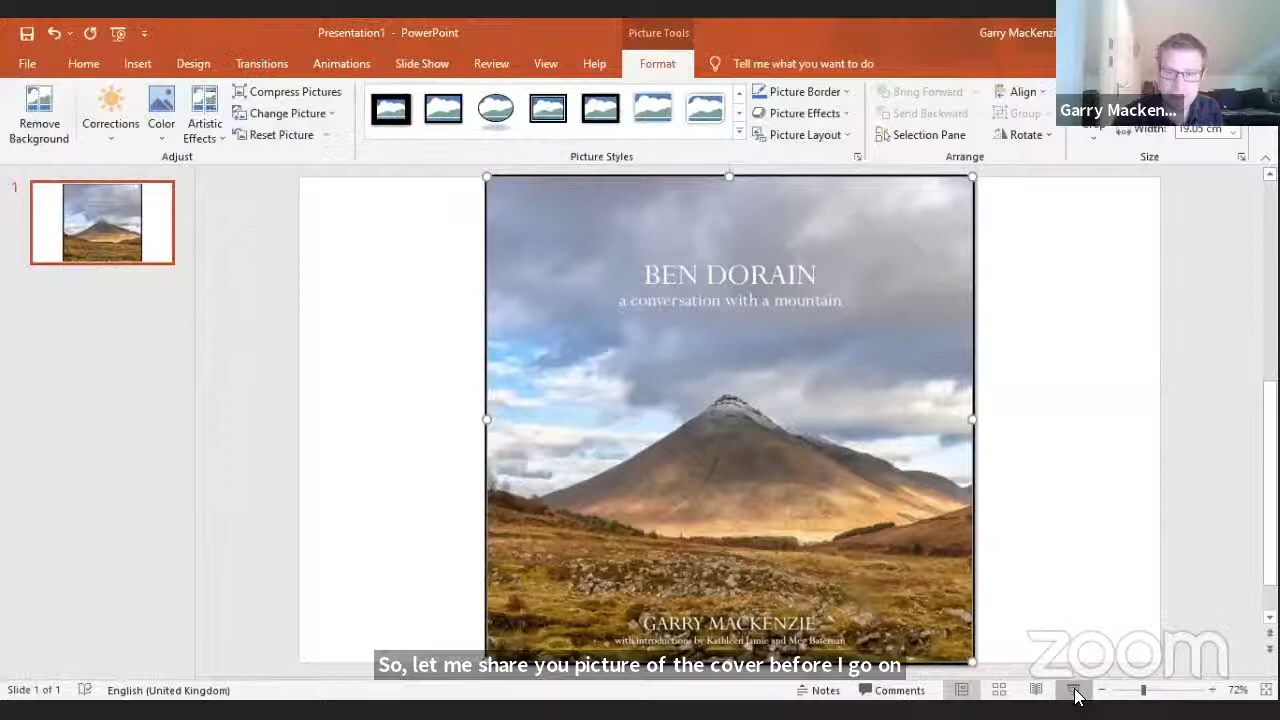 Presentation1 - PowerPoint
Picture Tools
Garry MacKenzi
File Home Insert Design Transitions Animations Slide Show Review View Help Format Tell me what you want to do
Remove Background
Corrections
Color
Artistic Effects
Compress Pictures
Change Picture
Reset Picture
Adjust
Picture Styles
Picture Border
Picture Effects
Picture Layout
Bring Forward
Send Backward
Selection Pane
Align
Group
Rotate
Arrange
Width: 19.05 cm
Size
Garry Macken...
1
BEN DORAIN
a conversation with a mountain
GARRY MACKENZIE
with introductions by Kathleen Jamie and Meg Bateman
So, let me share you picture of the cover before I go on
zoom
Slide 1 of 1 English (United Kingdom) Notes Comments 72%